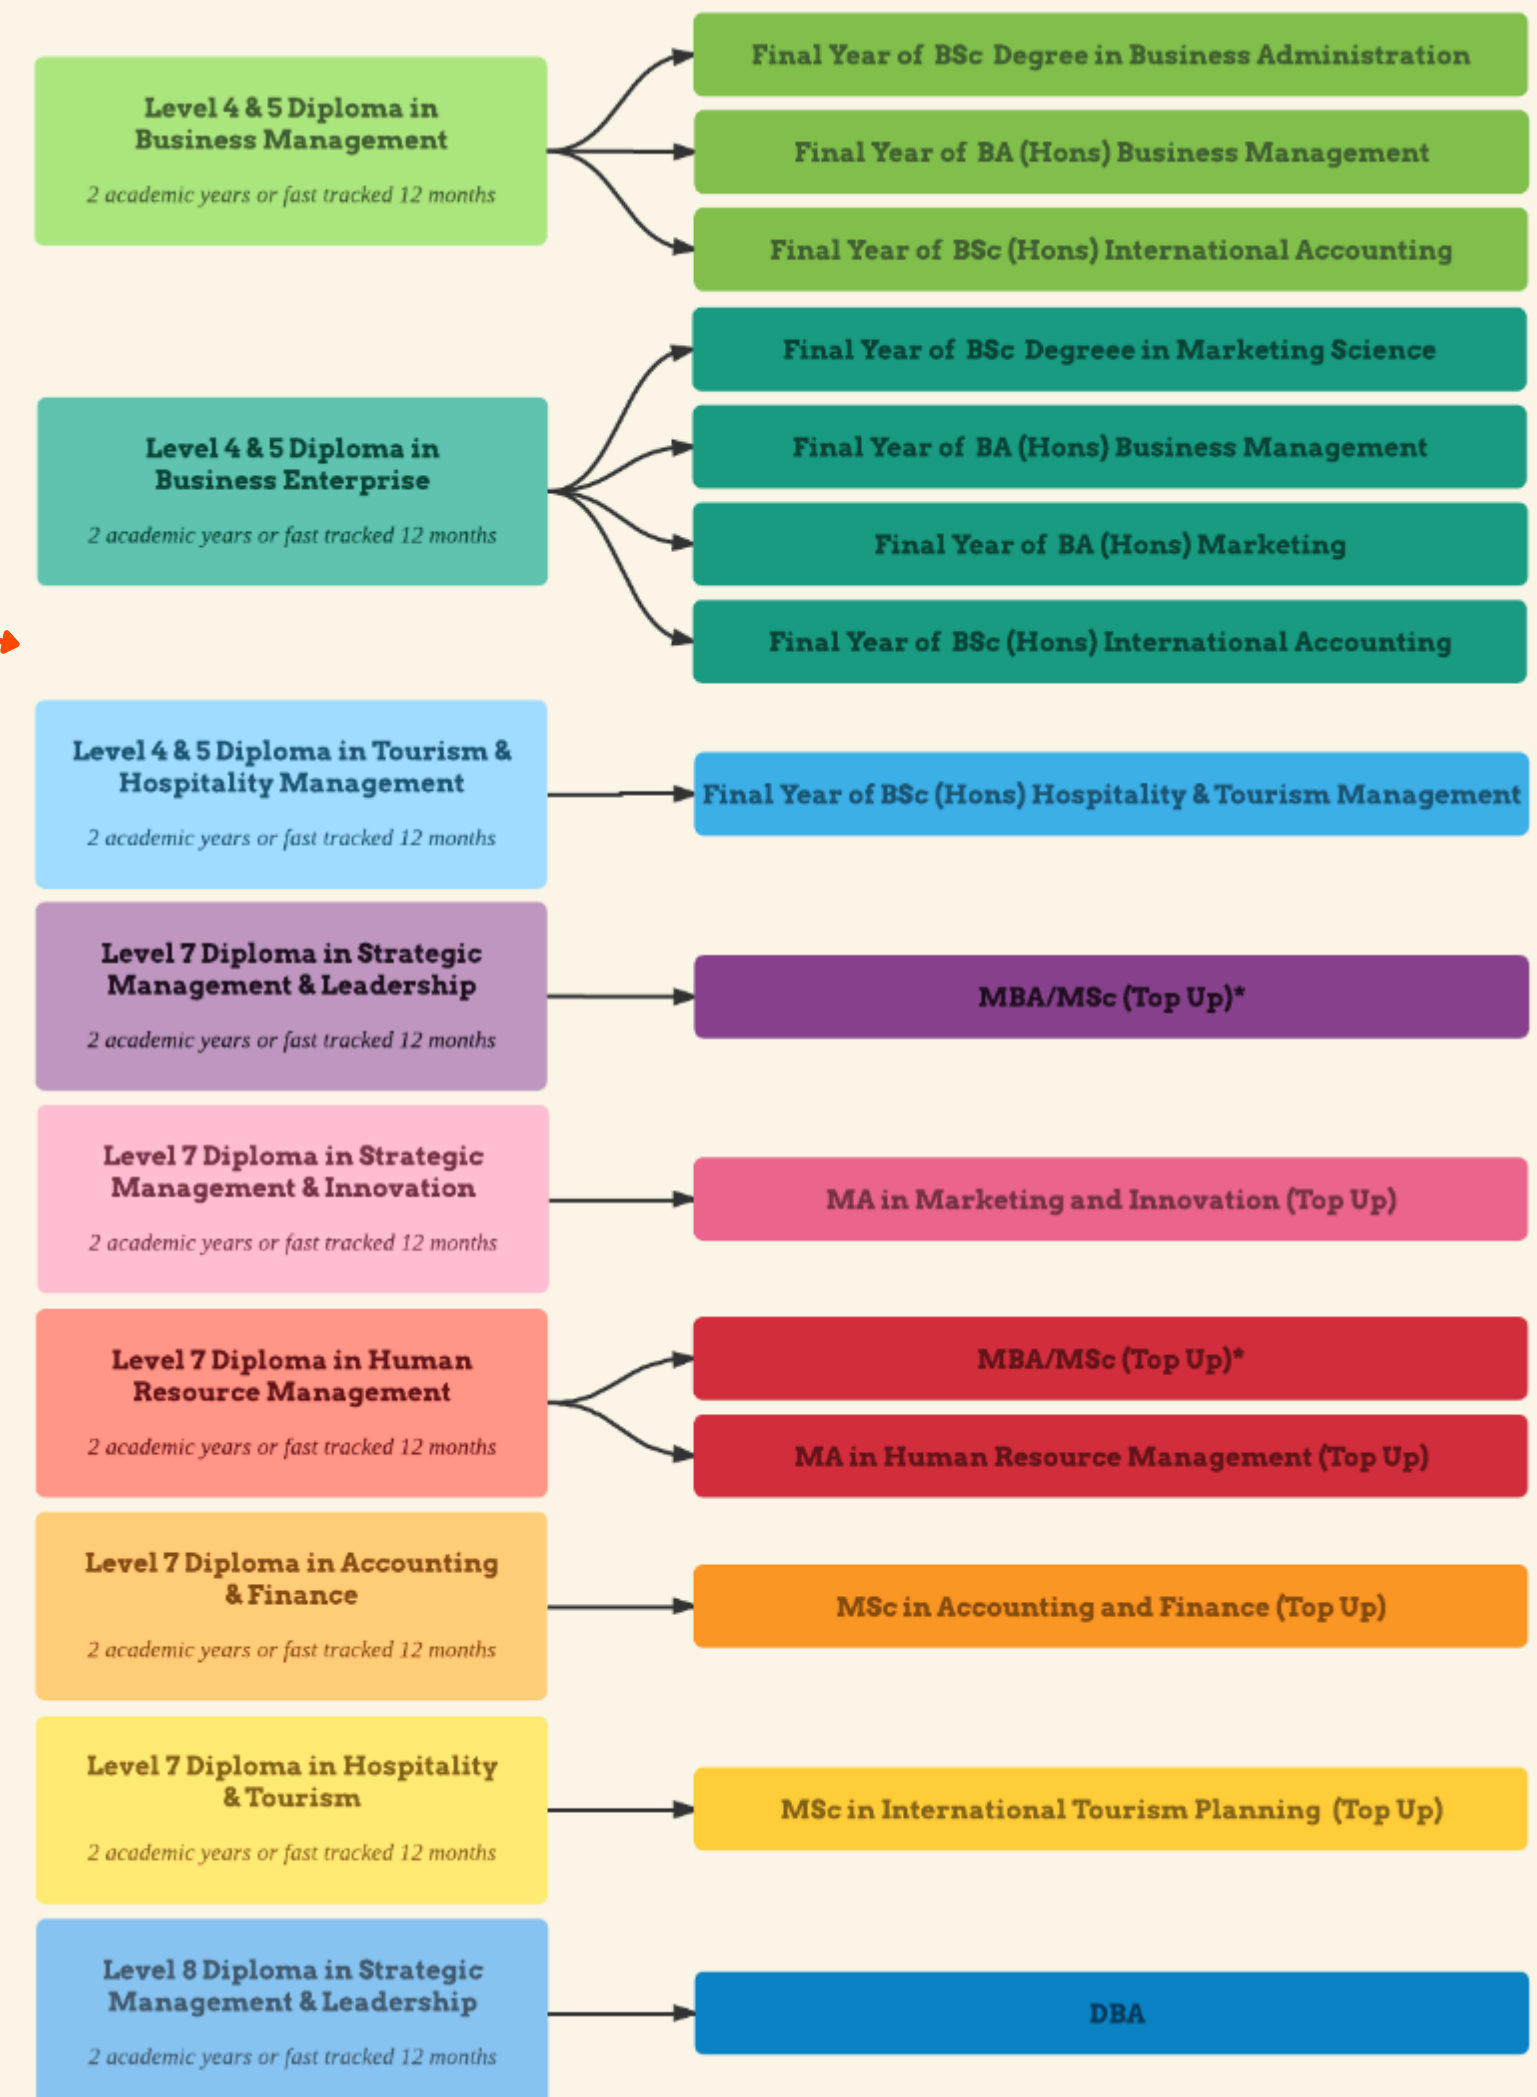 Level 4 & 5 Diploma in
Business Management
2 academic years or fast tracked 12 months
Final Year of BSc Degree in Business Administration
Final Year of BA (Hons) Business Management
Final Year of BSc (Hons) International Accounting
Level 4 & 5 Diploma in
Business Enterprise
2 academic years or fast tracked 12 months
Final Year of BSc Degreee in Marketing Science
Final Year of BA (Hons) Business Management
Final Year of BA (Hons) Marketing
Final Year of BSc (Hons) International Accounting
Level 4 & 5 Diploma in Tourism &
Hospitality Management
2 academic years or fast tracked 12 months
Final Year of BSc (Hons) Hospitality & Tourism Management
Level 7 Diploma in Strategic
Management & Leadership
2 academic years or fast tracked 12 months
MBA/MSc (Top Up)*
Level 7 Diploma in Strategic
Management & Innovation
2 academic years or fast tracked 12 months
MA in Marketing and Innovation (Top Up)
Level 7 Diploma in Human
Resource Management
2 academic years or fast tracked 12 months
MBA/MSc (Top Up)*
MA in Human Resource Management (Top Up)
Level 7 Diploma in Accounting
& Finance
2 academic years or fast tracked 12 months
MSc in Accounting and Finance (Top Up)
Level 7 Diploma in Hospitality
& Tourism
2 academic years or fast tracked 12 months
MSc in International Tourism Planning (Top Up)
Level 8 Diploma in Strategic
Management & Leadership
2 academic years or fast tracked 12 months
DBA